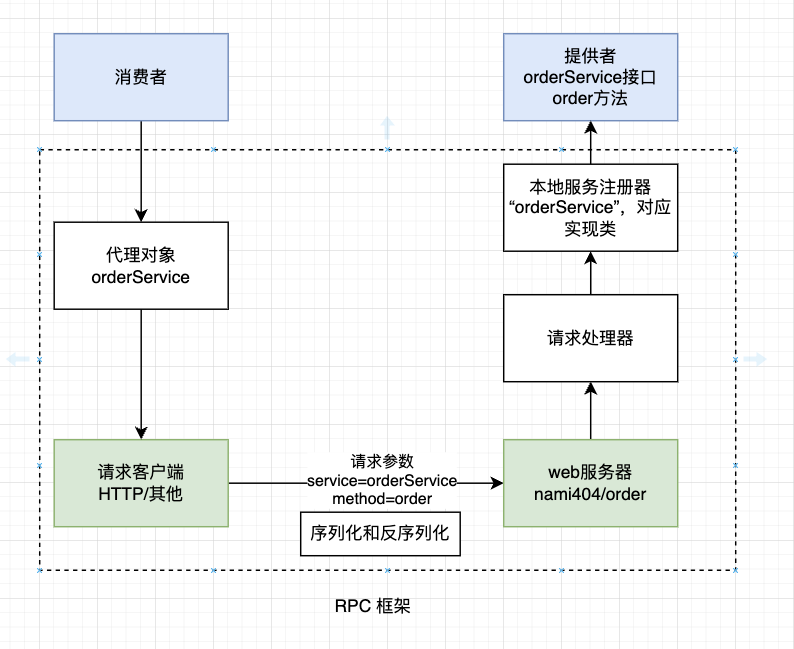 消费者
提供者
orderService接口
order方法
本地服务注册器
“orderService”，对应
实现类
代理对象
orderService
请求处理器
请求客户端
HTTP/其他
请求参数
service=orderService
method=order
web服务器
nami404/order
序列化和反序列化
RPC 框架